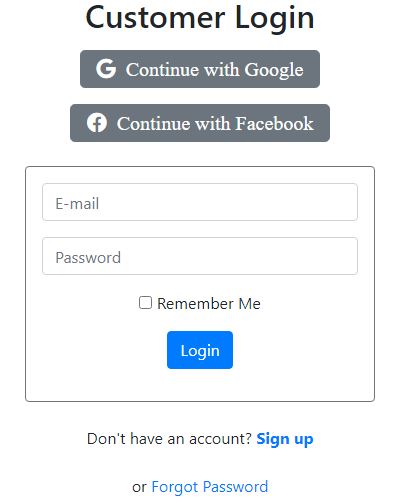 Customer Login
Continue with Google
Continue with Facebook
E-mail
Password
Remember Me
Login
Don't have an account? Sign up
or Forgot Password